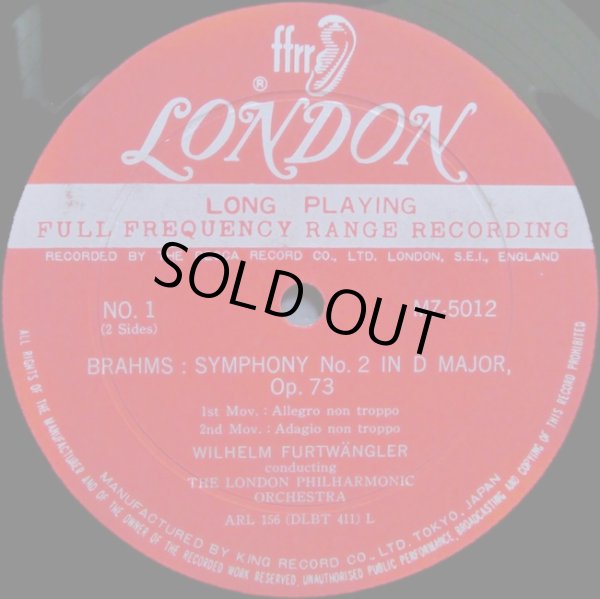 ffrr
®
LONDON
LONG PLAYING
FULL FREQUENCY RANGE RECORDING
RECORDED BY THE DECCA RECORD CO., LTD. LONDON, S.E.I., ENGLAND
SOLD OUT
NO. 1
(2 Sides)
MZ-5012
BRAHMS : SYMPHONY No. 2 IN D MAJOR,
Op. 73
1st Mov. : Allegro non troppo
2nd Mov. : Adagio non troppo
WILHELM FURTWÄNGLER
conducting
THE LONDON PHILHARMONIC
ORCHESTRA
ARL 156 (DLBT 411) L
MANUFACTURED BY KING RECORD CO., LTD. TOKYO, JAPAN
ALL RIGHTS OF THE MANUFACTURER AND OF THE OWNER OF THE RECORDED WORK RESERVED, UNAUTHORISED PUBLIC PERFORMANCE, BROADCASTING AND COPYING OF THIS RECORD PROHIBITED